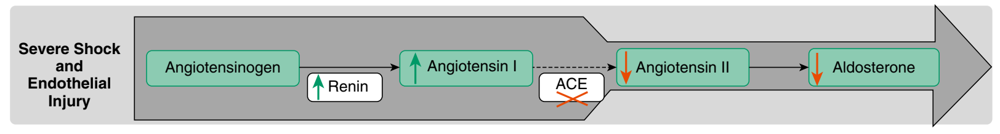 Severe Shock
and
Endothelial
Injury
Angiotensinogen
Renin
Angiotensin I
ACE
Angiotensin II
Aldosterone